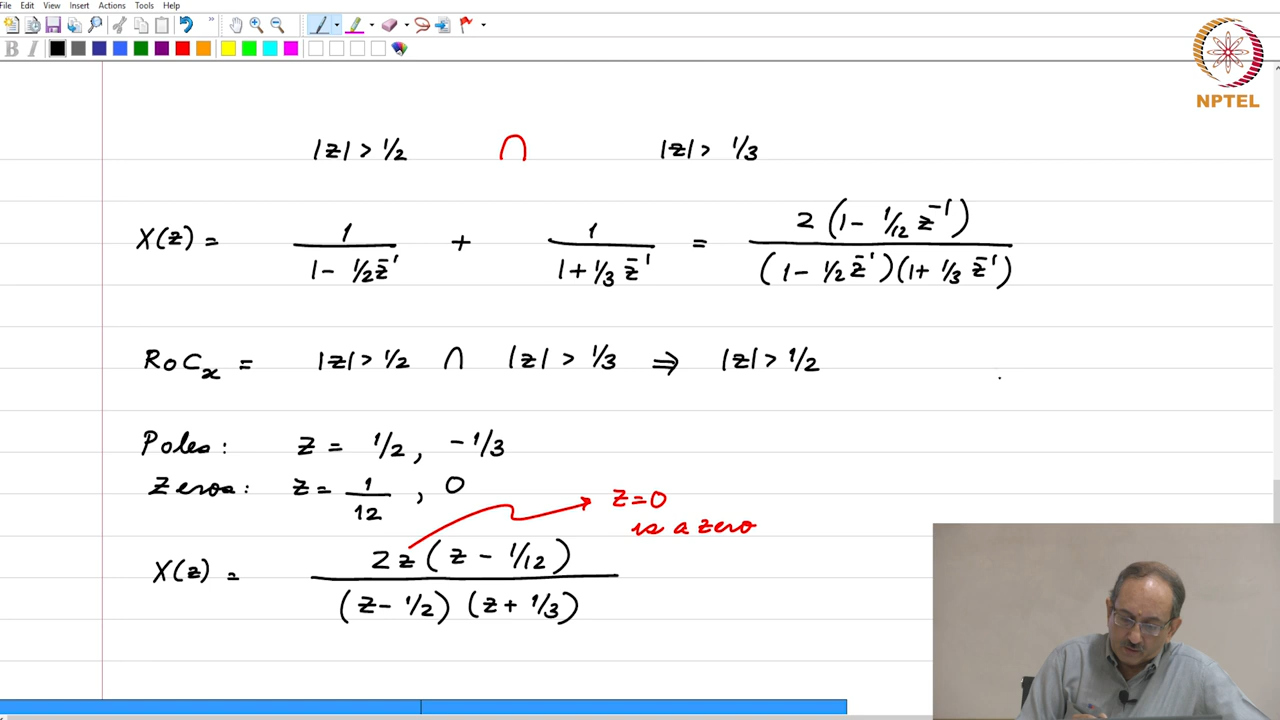 File Edit View Insert Actions Tools Help
B I
NPTEL
|z| > 1/2 ∩ |z| > 1/3
X(z) = 1 / (1 - 1/2 z^-1) + 1 / (1 + 1/3 z^-1) = 2 (1 - 1/12 z^-1) / (1 - 1/2 z^-1)(1 + 1/3 z^-1)
RoC_x = |z| > 1/2 ∩ |z| > 1/3 ⇒ |z| > 1/2
Poles: z = 1/2, -1/3
Zeros: z = 1/12, 0
z=0
is a zero
X(z) = 2z (z - 1/12) / (z - 1/2) (z + 1/3)